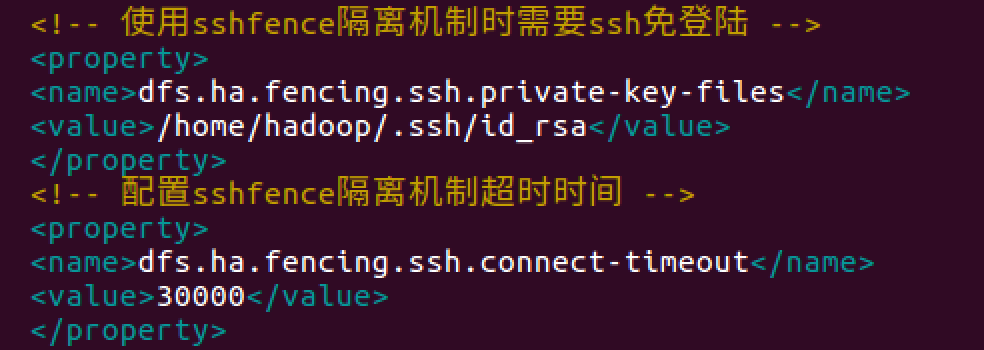 <!-- 使用sshfence隔离机制时需要ssh免登陆 -->
<property>
<name>dfs.ha.fencing.ssh.private-key-files</name>
<value>/home/hadoop/.ssh/id_rsa</value>
</property>
<!-- 配置sshfence隔离机制超时时间 -->
<property>
<name>dfs.ha.fencing.ssh.connect-timeout</name>
<value>30000</value>
</property>